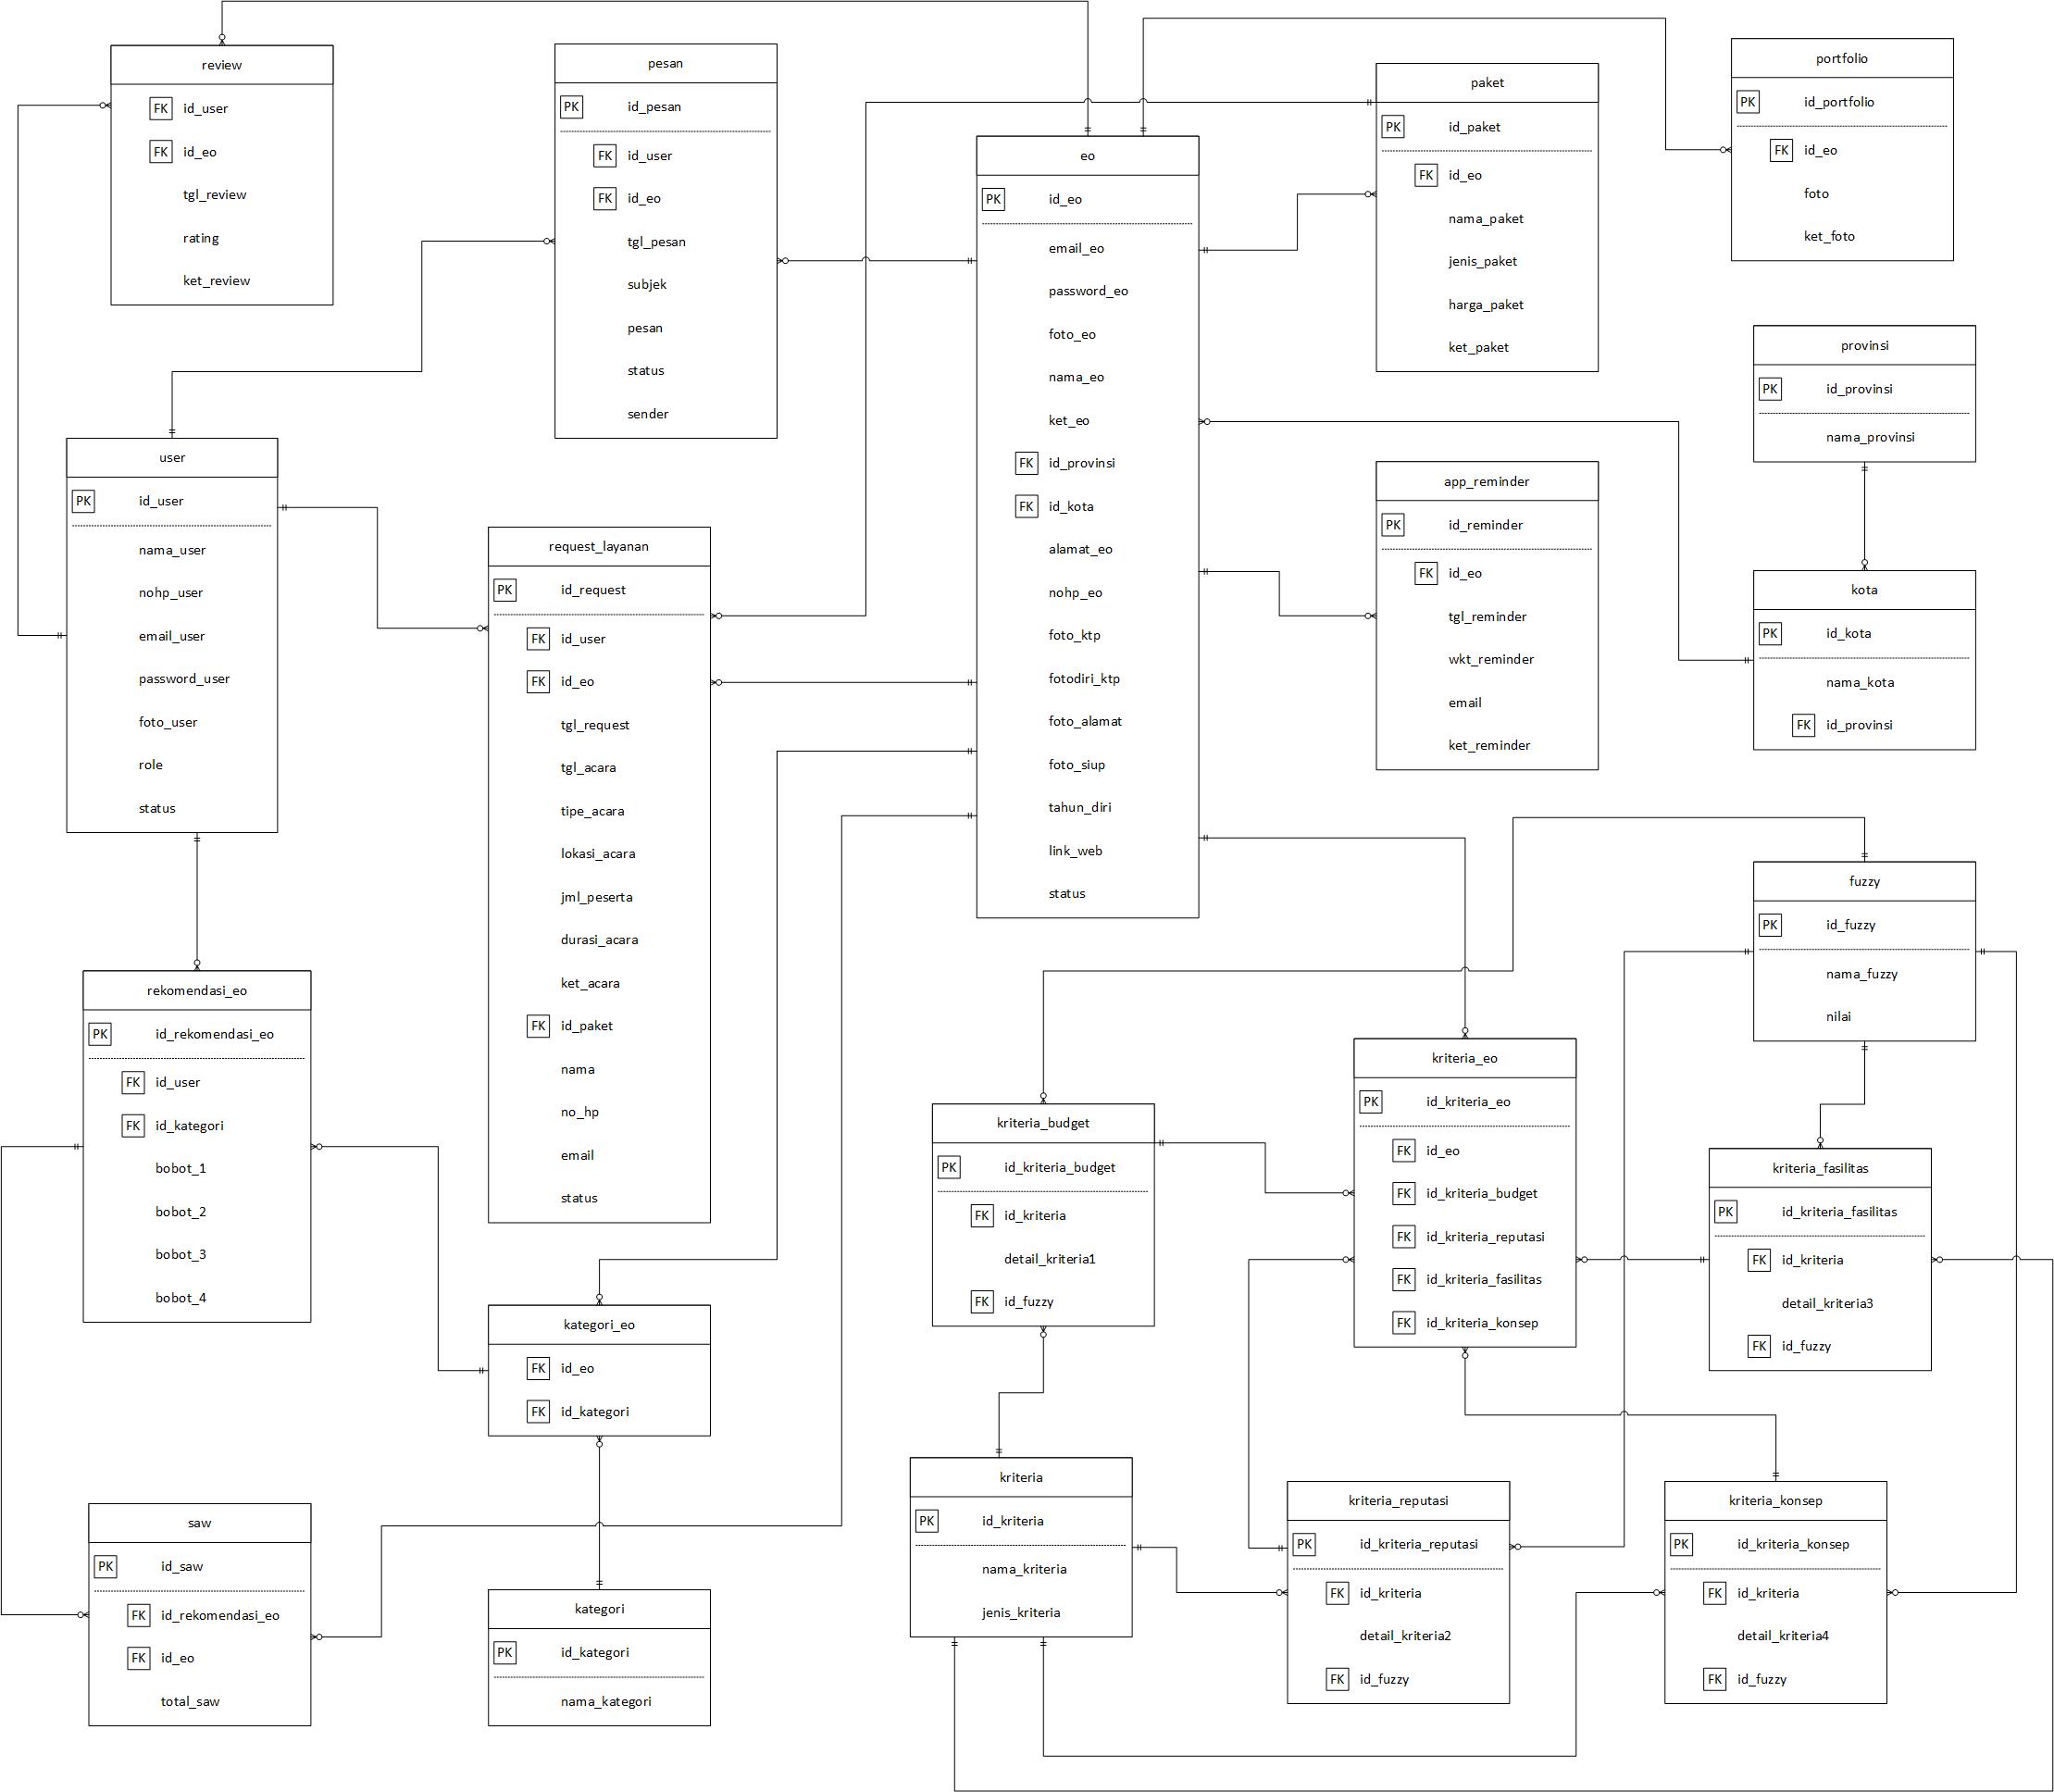 review
FK id_user
FK id_eo
tgl_review
rating
ket_review
pesan
PK id_pesan
FK id_user
FK id_eo
tgl_pesan
subjek
pesan
status
sender
eo
PK id_eo
email_eo
password_eo
foto_eo
nama_eo
ket_eo
FK id_provinsi
FK id_kota
alamat_eo
nohp_eo
foto_ktp
fotodiri_ktp
foto_alamat
foto_siup
tahun_diri
link_web
status
paket
PK id_paket
FK id_eo
nama_paket
jenis_paket
harga_paket
ket_paket
portfolio
PK id_portfolio
FK id_eo
foto
ket_foto
provinsi
PK id_provinsi
nama_provinsi
user
PK id_user
nama_user
nohp_user
email_user
password_user
foto_user
role
status
request_layanan
PK id_request
FK id_user
FK id_eo
tgl_request
tgl_acara
tipe_acara
lokasi_acara
jml_peserta
durasi_acara
ket_acara
FK id_paket
nama
no_hp
email
status
app_reminder
PK id_reminder
FK id_eo
tgl_reminder
wkt_reminder
email
ket_reminder
kota
PK id_kota
nama_kota
FK id_provinsi
fuzzy
PK id_fuzzy
nama_fuzzy
nilai
rekomendasi_eo
PK id_rekomendasi_eo
FK id_user
FK id_kategori
bobot_1
bobot_2
bobot_3
bobot_4
kategori_eo
FK id_eo
FK id_kategori
kriteria_budget
PK id_kriteria_budget
FK id_kriteria
detail_kriteria1
FK id_fuzzy
kriteria_eo
PK id_kriteria_eo
FK id_eo
FK id_kriteria_budget
FK id_kriteria_reputasi
FK id_kriteria_fasilitas
FK id_kriteria_konsep
kriteria_fasilitas
PK id_kriteria_fasilitas
FK id_kriteria
detail_kriteria3
FK id_fuzzy
saw
PK id_saw
FK id_rekomendasi_eo
FK id_eo
total_saw
kategori
PK id_kategori
nama_kategori
kriteria
PK id_kriteria
nama_kriteria
jenis_kriteria
kriteria_reputasi
PK id_kriteria_reputasi
FK id_kriteria
detail_kriteria2
FK id_fuzzy
kriteria_konsep
PK id_kriteria_konsep
FK id_kriteria
detail_kriteria4
FK id_fuzzy